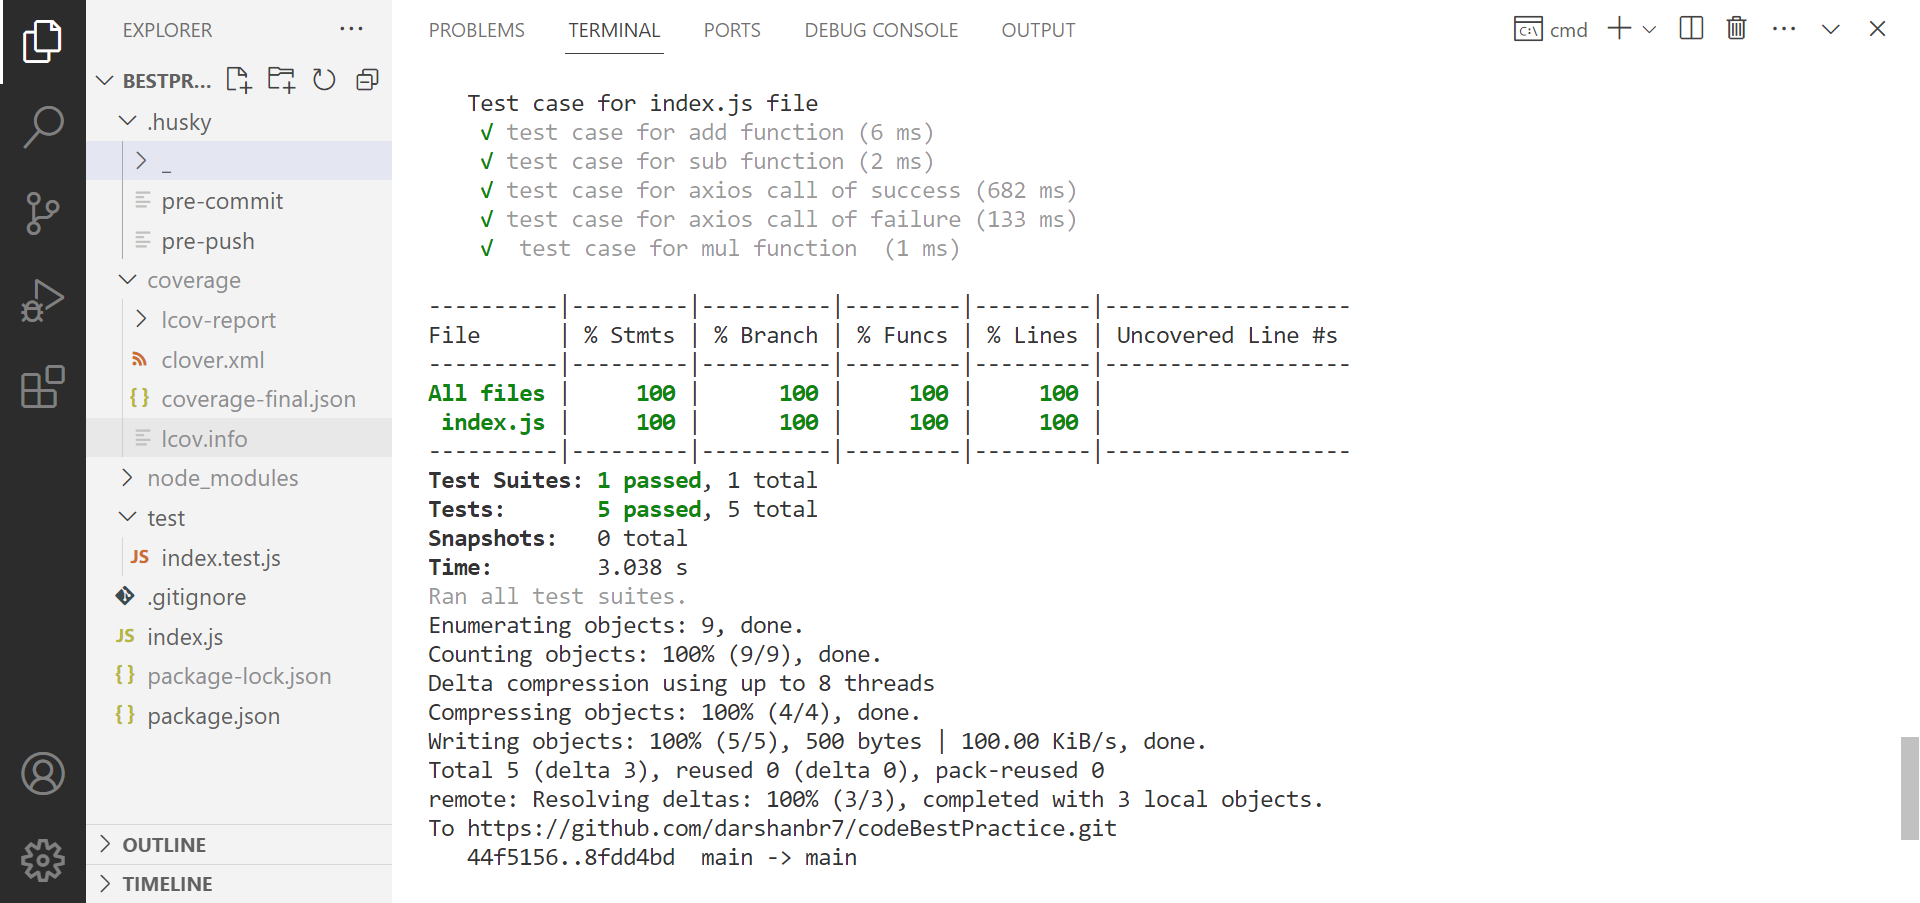 EXPLORER
BESTPR...
.husky
_
pre-commit
pre-push
coverage
lcov-report
clover.xml
{} coverage-final.json
lcov.info
node_modules
test
JS index.test.js
.gitignore
JS index.js
{} package-lock.json
{} package.json
OUTLINE
TIMELINE
PROBLEMS TERMINAL PORTS DEBUG CONSOLE OUTPUT
C:\ cmd
Test case for index.js file
√ test case for add function (6 ms)
√ test case for sub function (2 ms)
√ test case for axios call of success (682 ms)
√ test case for axios call of failure (133 ms)
√  test case for mul function  (1 ms)
----------|---------|----------|---------|---------|-------------------
File      | % Stmts | % Branch | % Funcs | % Lines | Uncovered Line #s
----------|---------|----------|---------|---------|-------------------
All files |     100 |      100 |     100 |     100 |
 index.js |     100 |      100 |     100 |     100 |
----------|---------|----------|---------|---------|-------------------
Test Suites: 1 passed, 1 total
Tests:       5 passed, 5 total
Snapshots:   0 total
Time:        3.038 s
Ran all test suites.
Enumerating objects: 9, done.
Counting objects: 100% (9/9), done.
Delta compression using up to 8 threads
Compressing objects: 100% (4/4), done.
Writing objects: 100% (5/5), 500 bytes | 100.00 KiB/s, done.
Total 5 (delta 3), reused 0 (delta 0), pack-reused 0
remote: Resolving deltas: 100% (3/3), completed with 3 local objects.
To https://github.com/darshanbr7/codeBestPractice.git
   44f5156..8fdd4bd  main -> main